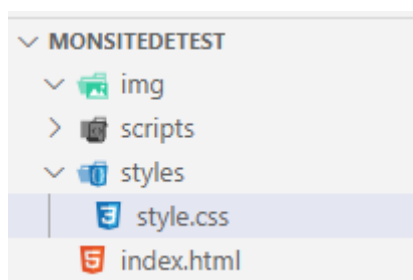 MONSITEDETEST
img
scripts
styles
style.css
index.html